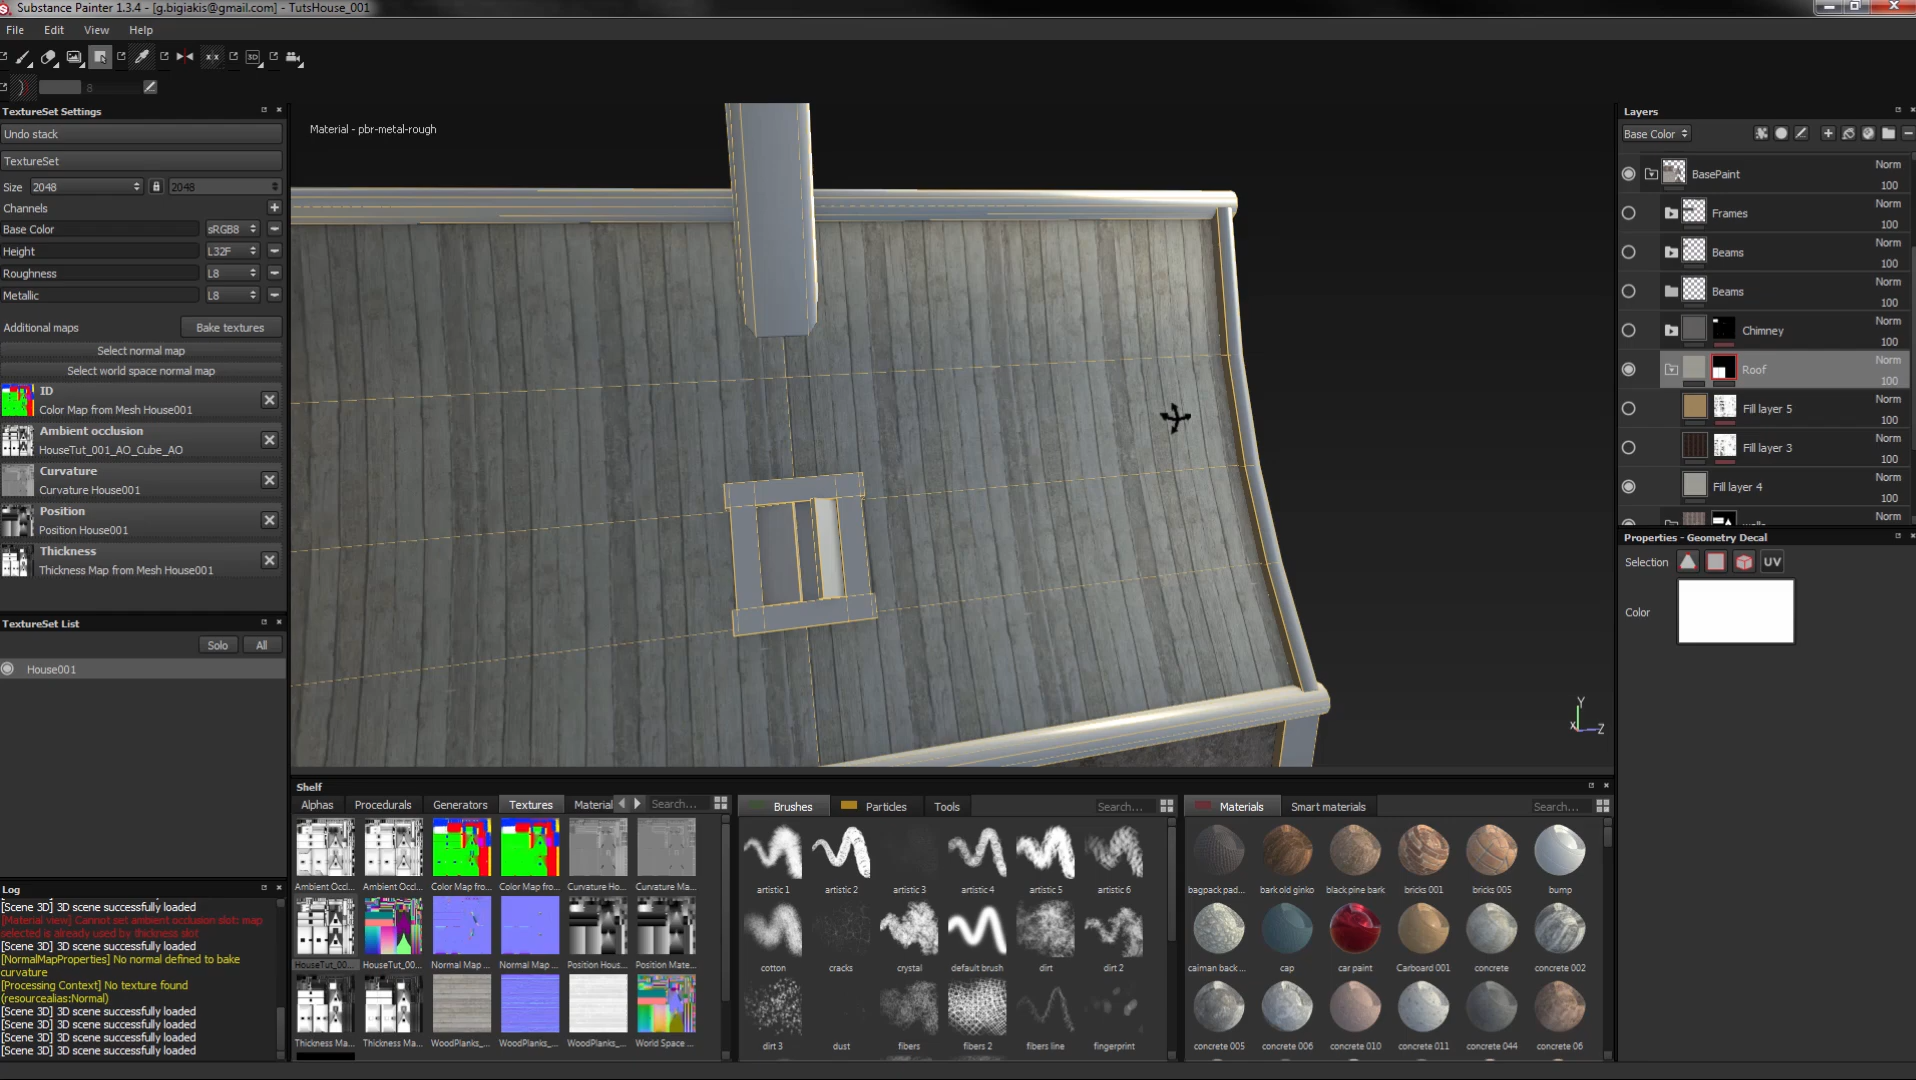 Substance Painter 1.3.4 - [g.bigiakis@gmail.com] - TutsHouse_001
File Edit View Help
8
TextureSet Settings
Undo stack
TextureSet
Size 2048 2048
Channels
Base Color sRGB8
Height L32F
Roughness L8
Metallic L8
Additional maps Bake textures
Select normal map
Select world space normal map
ID
Color Map from Mesh House001
Ambient occlusion
HouseTut_001_AO_Cube_AO
Curvature
Curvature House001
Position
Position House001
Thickness
Thickness Map from Mesh House001
TextureSet List
Solo All
House001
Log
[Scene 3D] 3D scene successfully loaded
[Material view] Cannot set ambient occlusion slot: map
selected is already used by thickness slot
[Scene 3D] 3D scene successfully loaded
[NormalMapProperties] No normal defined to bake
curvature
[Processing Context] No texture found
(resourcealias:Normal)
[Scene 3D] 3D scene successfully loaded
[Scene 3D] 3D scene successfully loaded
[Scene 3D] 3D scene successfully loaded
[Scene 3D] 3D scene successfully loaded
Material - pbr-metal-rough
Y
X Z
Shelf
Alphas Procedurals Generators Textures Material Search...
Ambient Occl... Ambient Occl... Color Map fro... Color Map fro... Curvature Ho... Curvature Ma...
HouseTut_00... HouseTut_00... Normal Map ... Normal Map ... Position Hous... Position Mate...
Thickness Ma... Thickness Ma... WoodPlanks_... WoodPlanks_... WoodPlanks_... World Space ...
Brushes Particles Tools Search...
artistic 1 artistic 2 artistic 3 artistic 4 artistic 5 artistic 6
cotton cracks crystal default brush dirt dirt 2
dirt 3 dust fibers fibers 2 fibers line fingerprint
Materials Smart materials Search...
bagpack pad... bark old ginko black pine bark bricks 001 bricks 005 bump
caiman back ... cap car paint Carboard 001 concrete concrete 002
concrete 005 concrete 006 concrete 010 concrete 011 concrete 044 concrete 06
Layers
Base Color
BasePaint Norm 100
Frames Norm 100
Beams Norm 100
Beams Norm 100
Chimney Norm 100
Roof Norm 100
Fill layer 5 Norm 100
Fill layer 3 Norm 100
Fill layer 4 Norm 100
Norm
Properties - Geometry Decal
Selection UV
Color